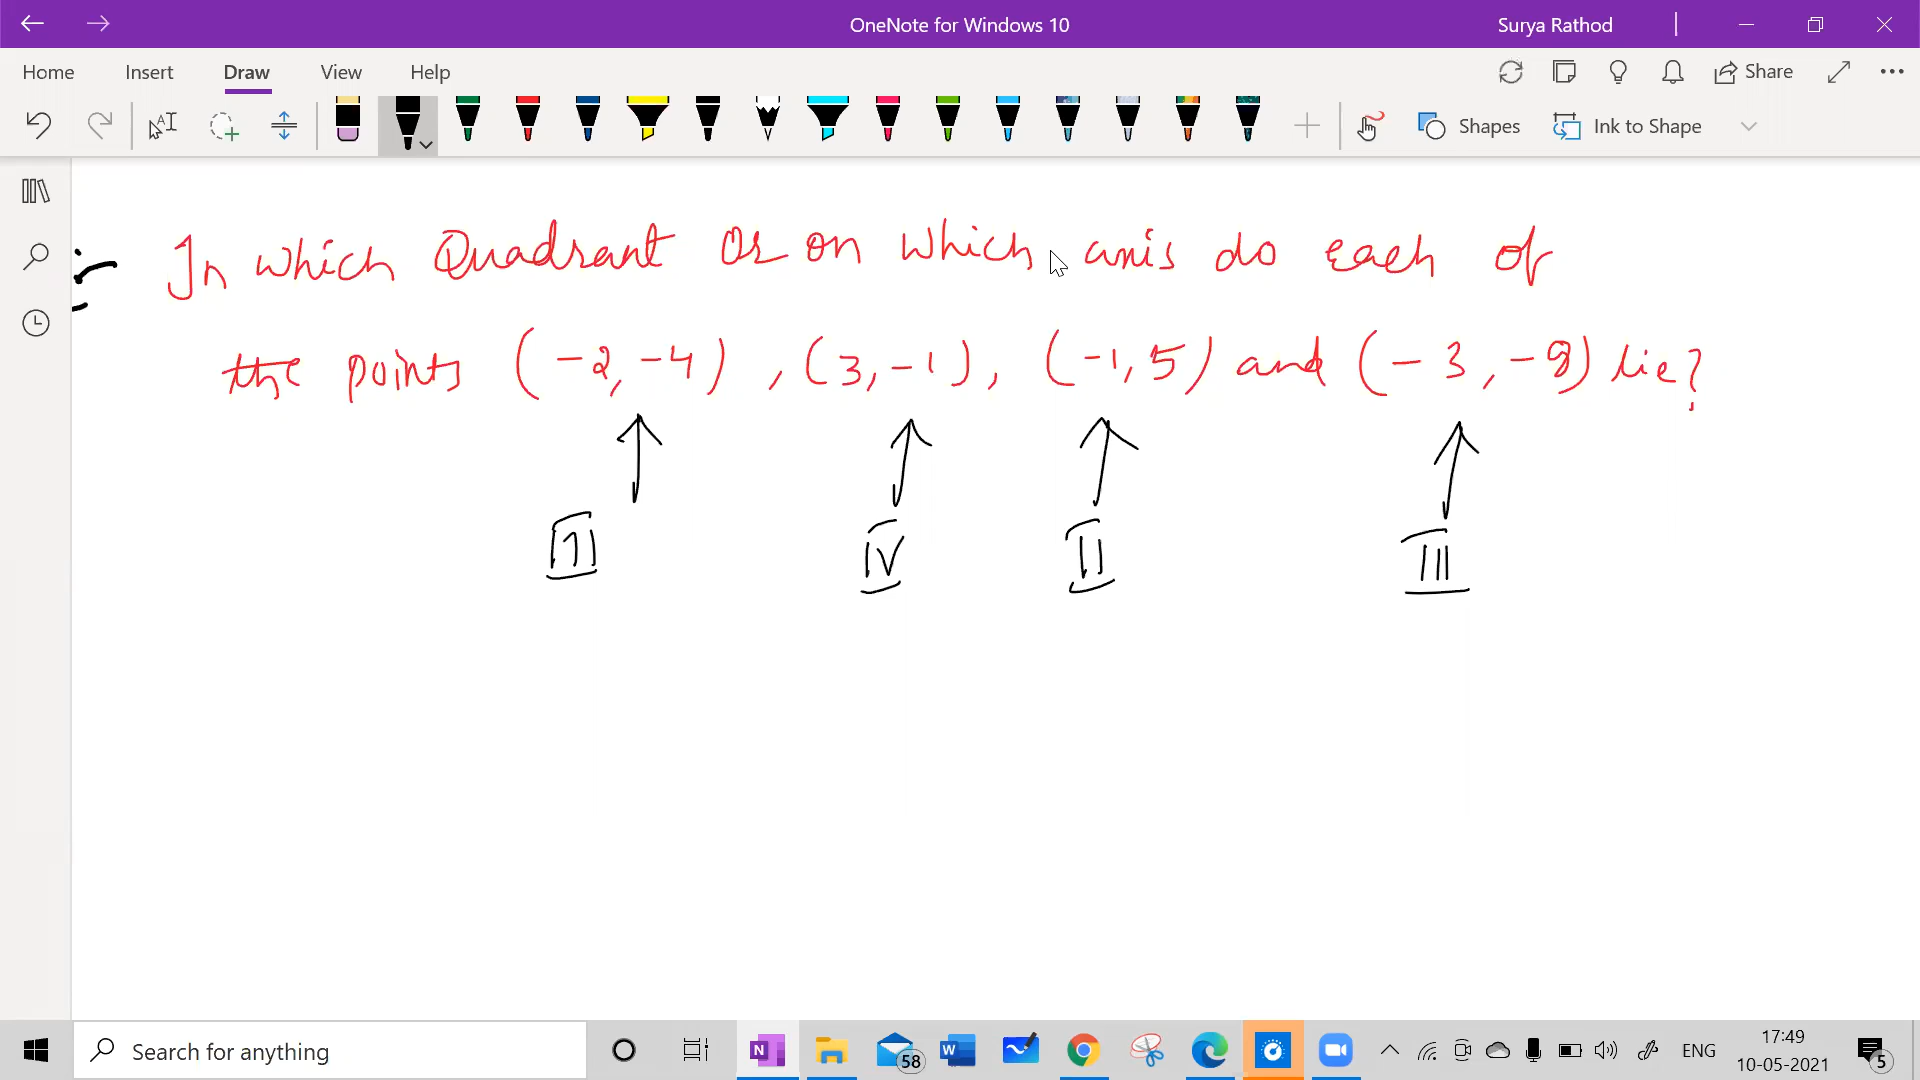 OneNote for Windows 10
Surya Rathod
Home Insert Draw View Help
Share
Shapes
Ink to Shape
In which Quadrant Or on which axis do each of
the points (-2,-4) , (3,-1), (-1,5) and (-3,-8) lie?
III IV II III
Search for anything
58
ENG
17:49
10-05-2021
5